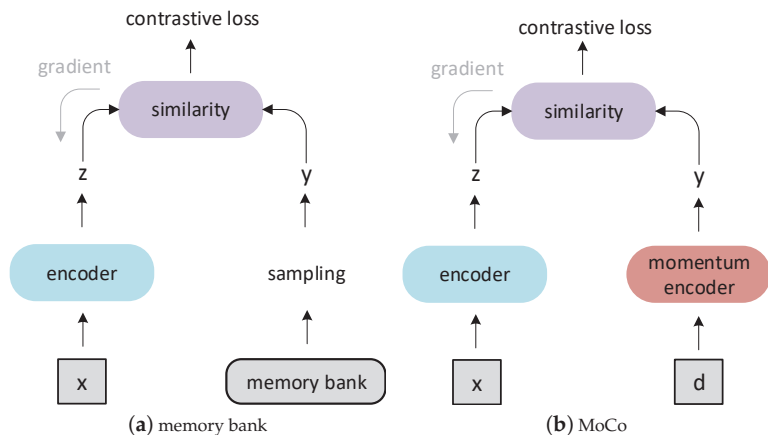 contrastive loss
gradient
similarity
z
y
encoder
sampling
x
memory bank
(a) memory bank
contrastive loss
gradient
similarity
z
y
encoder
momentum
encoder
x
d
(b) MoCo